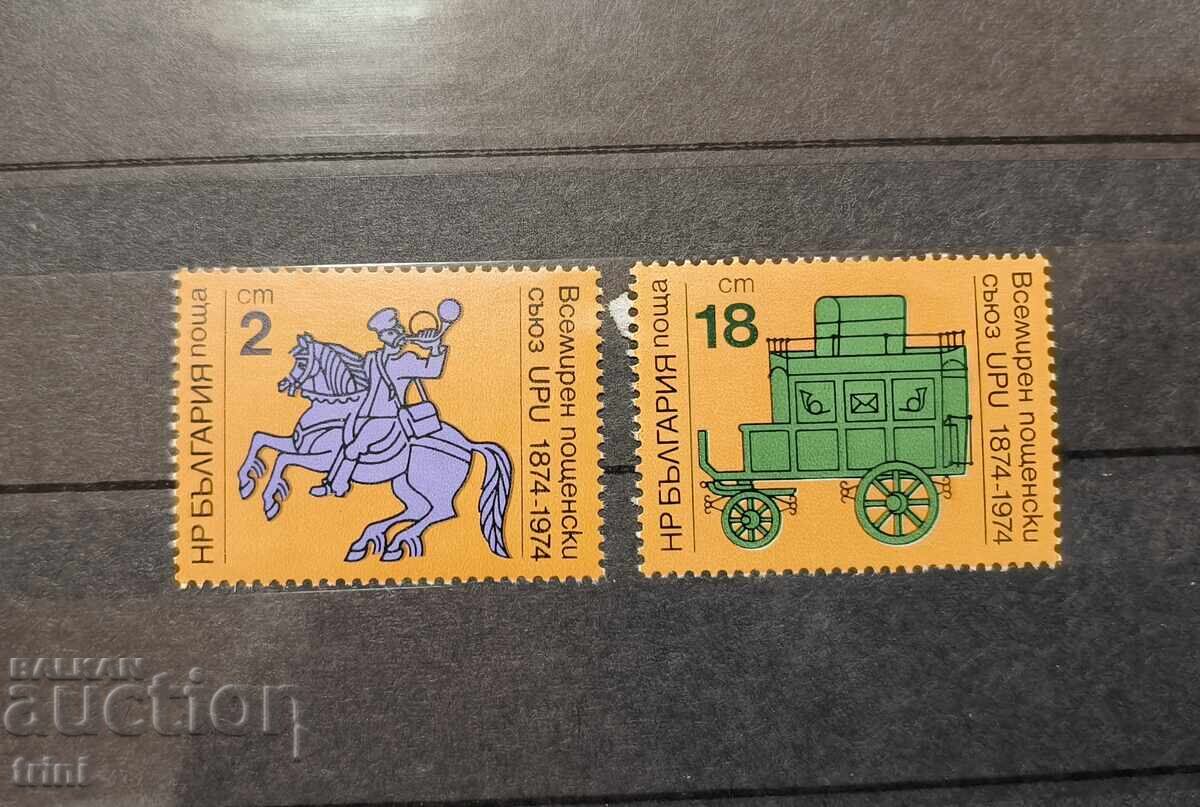 НР БЪЛГАРИЯ поща
ст
2
Всемирен пощенски
съюз UPU 1874-1974
НР БЪЛГАРИЯ поща
ст
18
Всемирен пощенски
съюз UPU 1874-1974
BALKAN
auction
trini